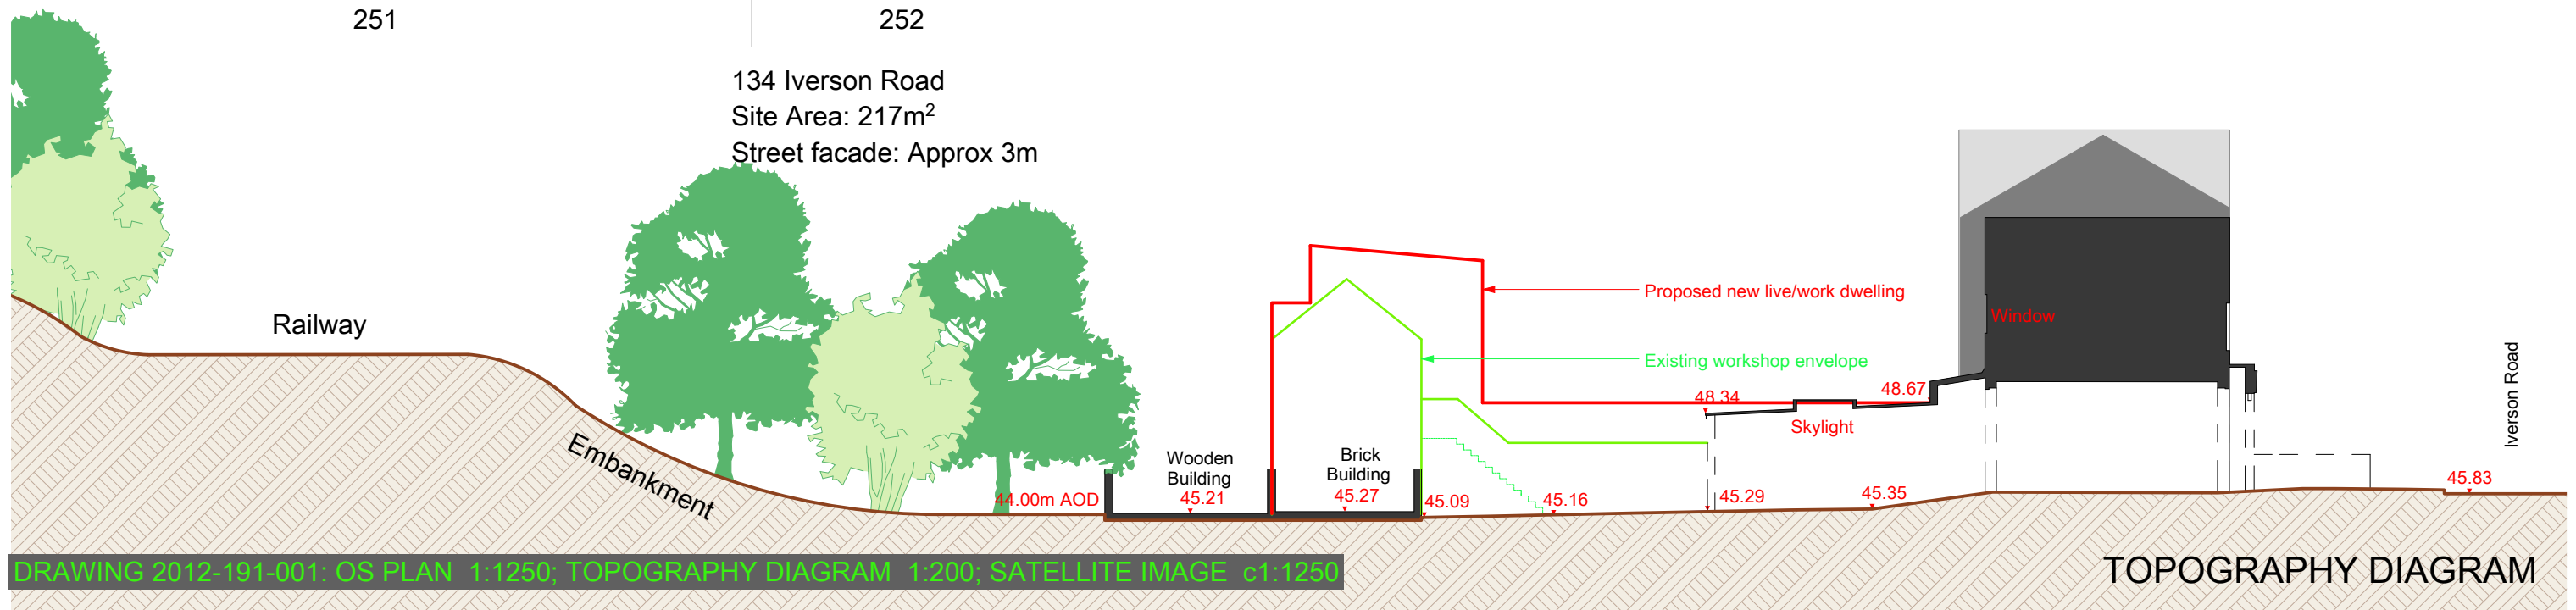 251
252
134 Iverson Road
Site Area: 217m²
Street facade: Approx 3m
Proposed new live/work dwelling
Railway
Window
Existing workshop envelope
Iverson Road
48.34
48.67
Skylight
Embankment
Wooden
Building
45.21
Brick
Building
45.27
44.00m AOD
45.09
45.16
45.29
45.35
45.83
DRAWING 2012-191-001: OS PLAN 1:1250; TOPOGRAPHY DIAGRAM 1:200; SATELLITE IMAGE c1:1250
TOPOGRAPHY DIAGRAM